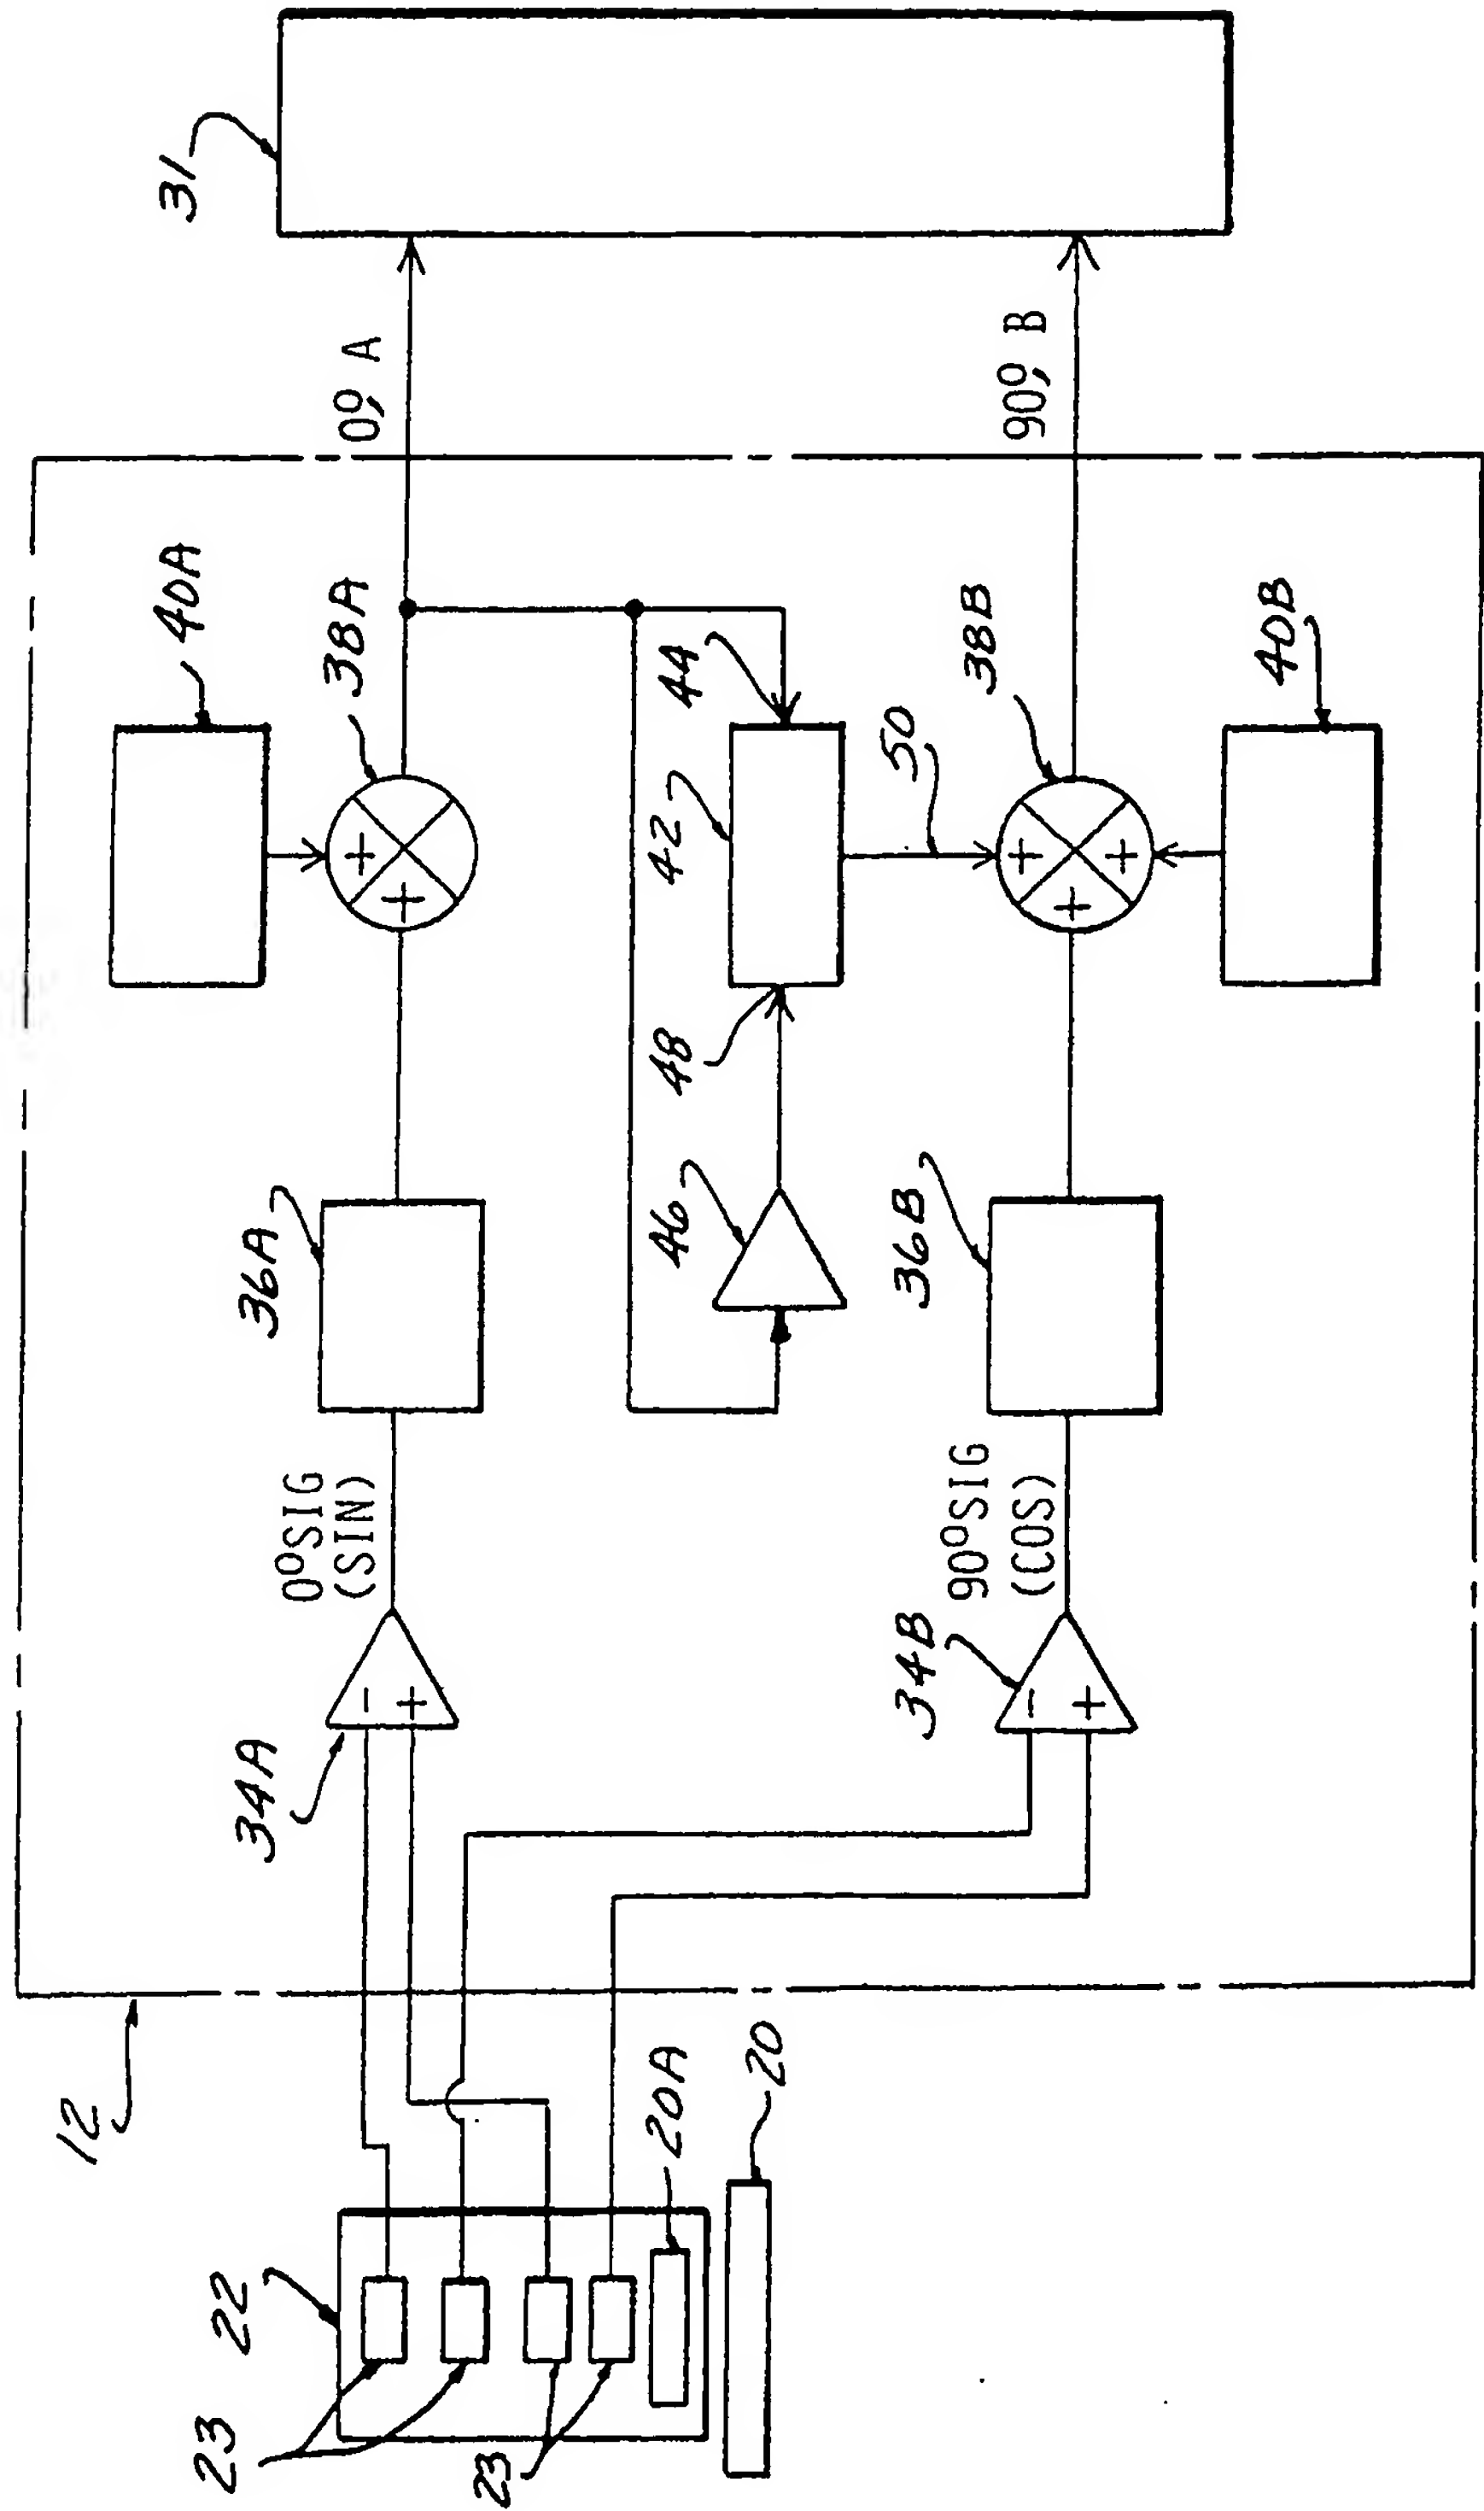 12
31
0°, A
90°, B
40A
38A
44
42
50
38B
40B
48
36A
46
36B
0°SIG
(SIN)
90°SIG
(COS)
34A
34B
22
23
23
20A
20
+
+
+
+
+
−
+
−
+